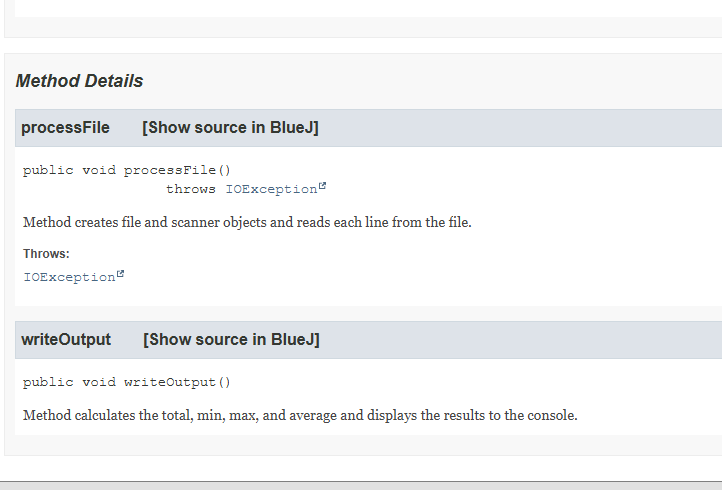 Method Details
processFile [Show source in BlueJ]
public void processFile()
throws IOException
Method creates file and scanner objects and reads each line from the file.
Throws:
IOException
writeOutput [Show source in BlueJ]
public void writeOutput()
Method calculates the total, min, max, and average and displays the results to the console.